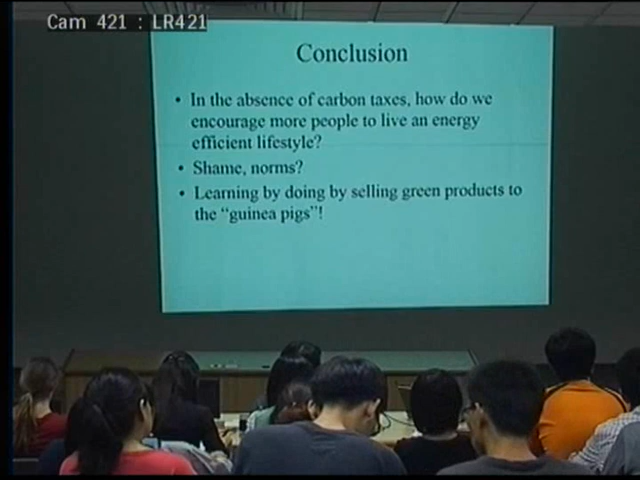 Cam 421 : LR421
Conclusion
• In the absence of carbon taxes, how do we
encourage more people to live an energy
efficient lifestyle?
• Shame, norms?
• Learning by doing by selling green products to
the “guinea pigs”!